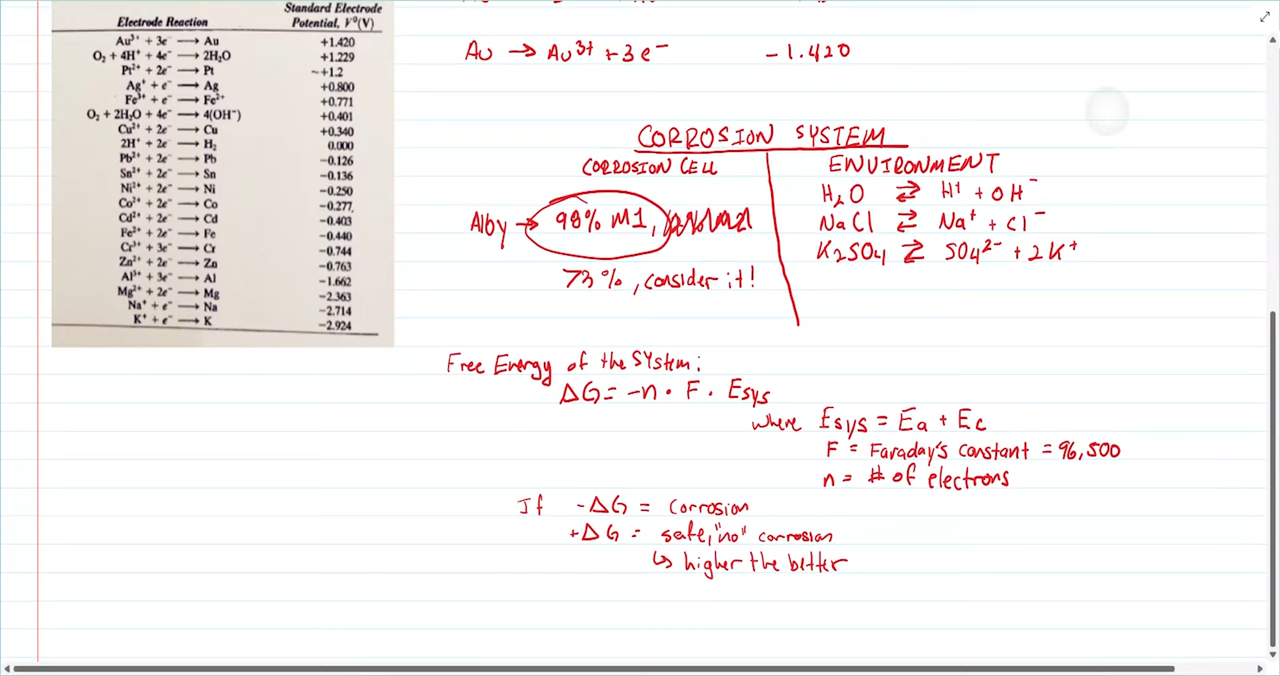 Electrode Reaction
Standard Electrode
Potential, V⁰(V)
Au³⁺ + 3e⁻ ⟶ Au +1.420
O₂ + 4H⁺ + 4e⁻ ⟶ 2H₂O +1.229
Pt²⁺ + 2e⁻ ⟶ Pt ~+1.2
Ag⁺ + e⁻ ⟶ Ag +0.800
Fe³⁺ + e⁻ ⟶ Fe²⁺ +0.771
O₂ + 2H₂O + 4e⁻ ⟶ 4(OH⁻) +0.401
Cu²⁺ + 2e⁻ ⟶ Cu +0.340
2H⁺ + 2e⁻ ⟶ H₂ 0.000
Pb²⁺ + 2e⁻ ⟶ Pb −0.126
Sn²⁺ + 2e⁻ ⟶ Sn −0.136
Ni²⁺ + 2e⁻ ⟶ Ni −0.250
Co²⁺ + 2e⁻ ⟶ Co −0.277
Cd²⁺ + 2e⁻ ⟶ Cd −0.403
Fe²⁺ + 2e⁻ ⟶ Fe −0.440
Cr³⁺ + 3e⁻ ⟶ Cr −0.744
Zn²⁺ + 2e⁻ ⟶ Zn −0.763
Al³⁺ + 3e⁻ ⟶ Al −1.662
Mg²⁺ + 2e⁻ ⟶ Mg −2.363
Na⁺ + e⁻ ⟶ Na −2.714
K⁺ + e⁻ ⟶ K −2.924
Au → Au³⁺ + 3e⁻ −1.420
CORROSION SYSTEM
CORROSION CELL
Alloy → 98% M1,
73%, consider it!
ENVIRONMENT
H₂O ⇄ H⁺ + OH⁻
NaCl ⇄ Na⁺ + Cl⁻
K₂SO₄ ⇄ SO₄²⁻ + 2K⁺
Free Energy of the System:
ΔG = −n · F · Esys
where Esys = Ea + Ec
F = Faraday's constant = 96,500
n = # of electrons
If −ΔG = corrosion
+ΔG = safe, "no" corrosion
↳ higher the better